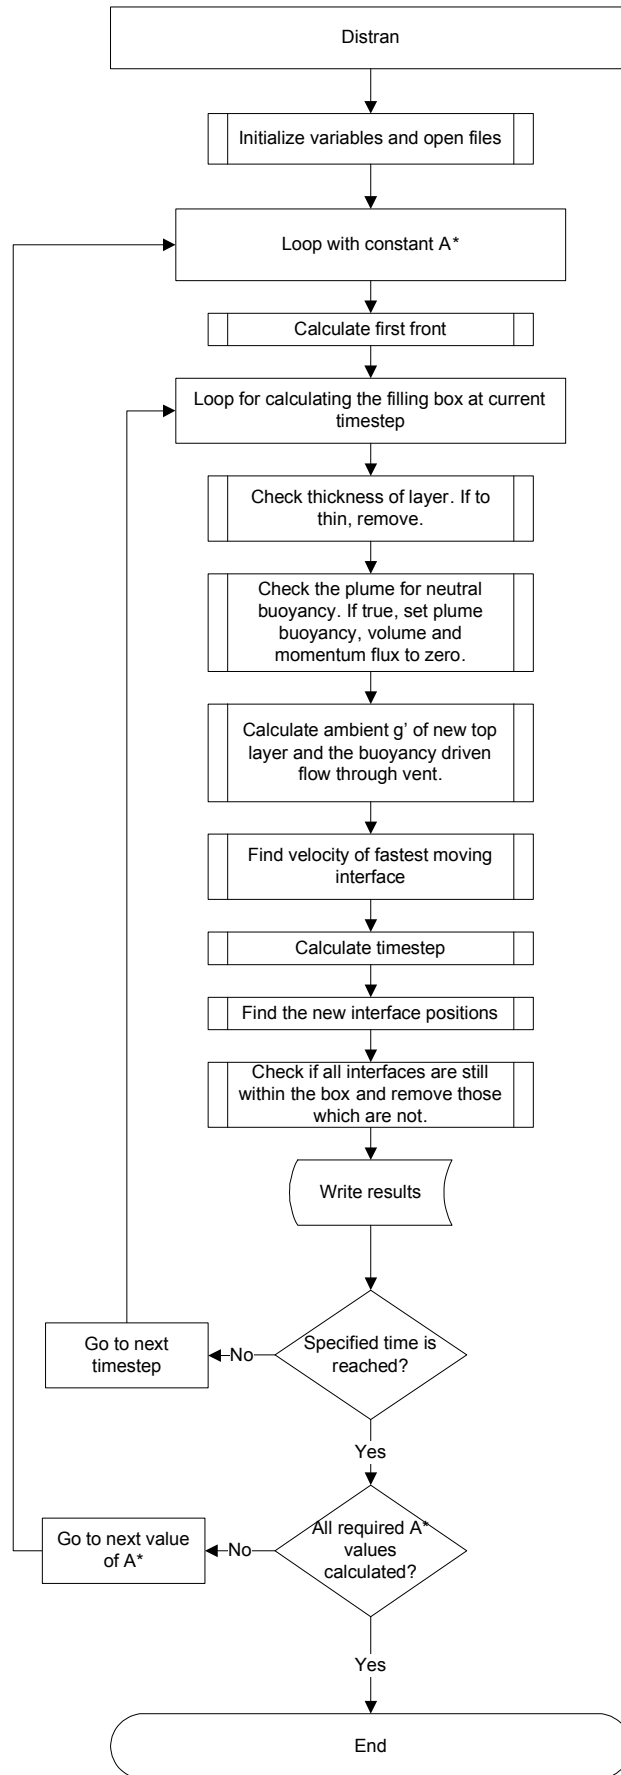 Distran
Initialize variables and open files
Loop with constant A*
Calculate first front
Loop for calculating the filling box at current
timestep
Check thickness of layer. If to
thin, remove.
Check the plume for neutral
buoyancy. If true, set plume
buoyancy, volume and
momentum flux to zero.
Calculate ambient g’ of new top
layer and the buoyancy driven
flow through vent.
Find velocity of fastest moving
interface
Calculate timestep
Find the new interface positions
Check if all interfaces are still
within the box and remove those
which are not.
Write results
Go to next
timestep
No
Specified time is
reached?
Yes
Go to next value
of A*
No
All required A*
values
calculated?
Yes
End